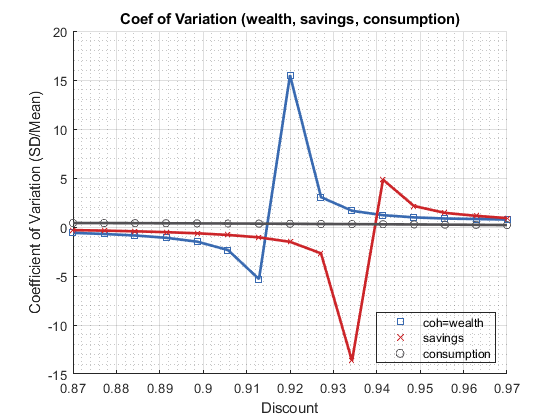 Coef of Variation (wealth, savings, consumption)
Coefficient of Variation (SD/Mean)
20
15
10
5
0
-5
-10
-15
0.87 0.88 0.89 0.9 0.91 0.92 0.93 0.94 0.95 0.96 0.97
Discount
coh=wealth
savings
consumption